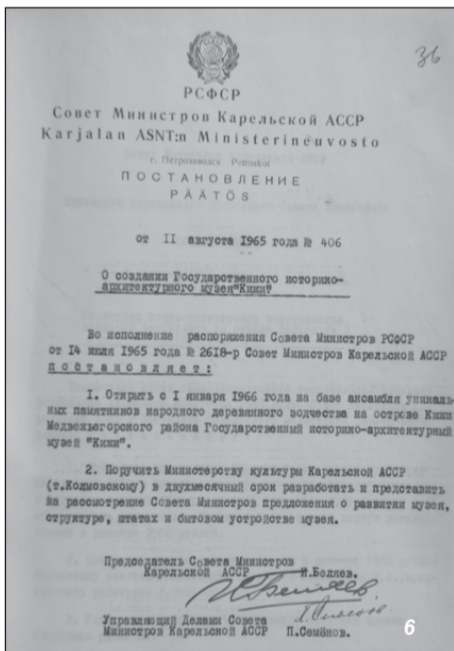 36
РСФСР
Совет Министров Карельской АССР
Karjalan ASNT:n Ministerineuvosto
г. Петрозаводск Petroskoi
ПОСТАНОВЛЕНИЕ
PÄÄTÖS
от II августа 1965 года № 406
О создании Государственного историко-
архитектурного музея "Кижи"
Во исполнение распоряжения Совета Министров РСФСР
от 14 июля 1965 года № 2618-р Совет Министров Карельской АССР
постановляет:
I. Открыть с I января 1966 года на базе ансамбля уникаль-
ных памятников народного деревянного зодчества на острове Кижи
Медвежьегорского района Государственный историко-архитектурный
музей "Кижи".
2. Поручить Министерству культуры Карельской АССР
(т.Колмовскому) в двухмесячный срок разработать и представить
на рассмотрение Совета Министров предложения о развитии музея,
структуре, штатах и бытовом устройстве музея.
Председатель Совета Министров
Карельской АССР И.Беляев.
И.Беляев
Управляющий Делами Совета
Министров Карельской АССР П.Семёнов.
6